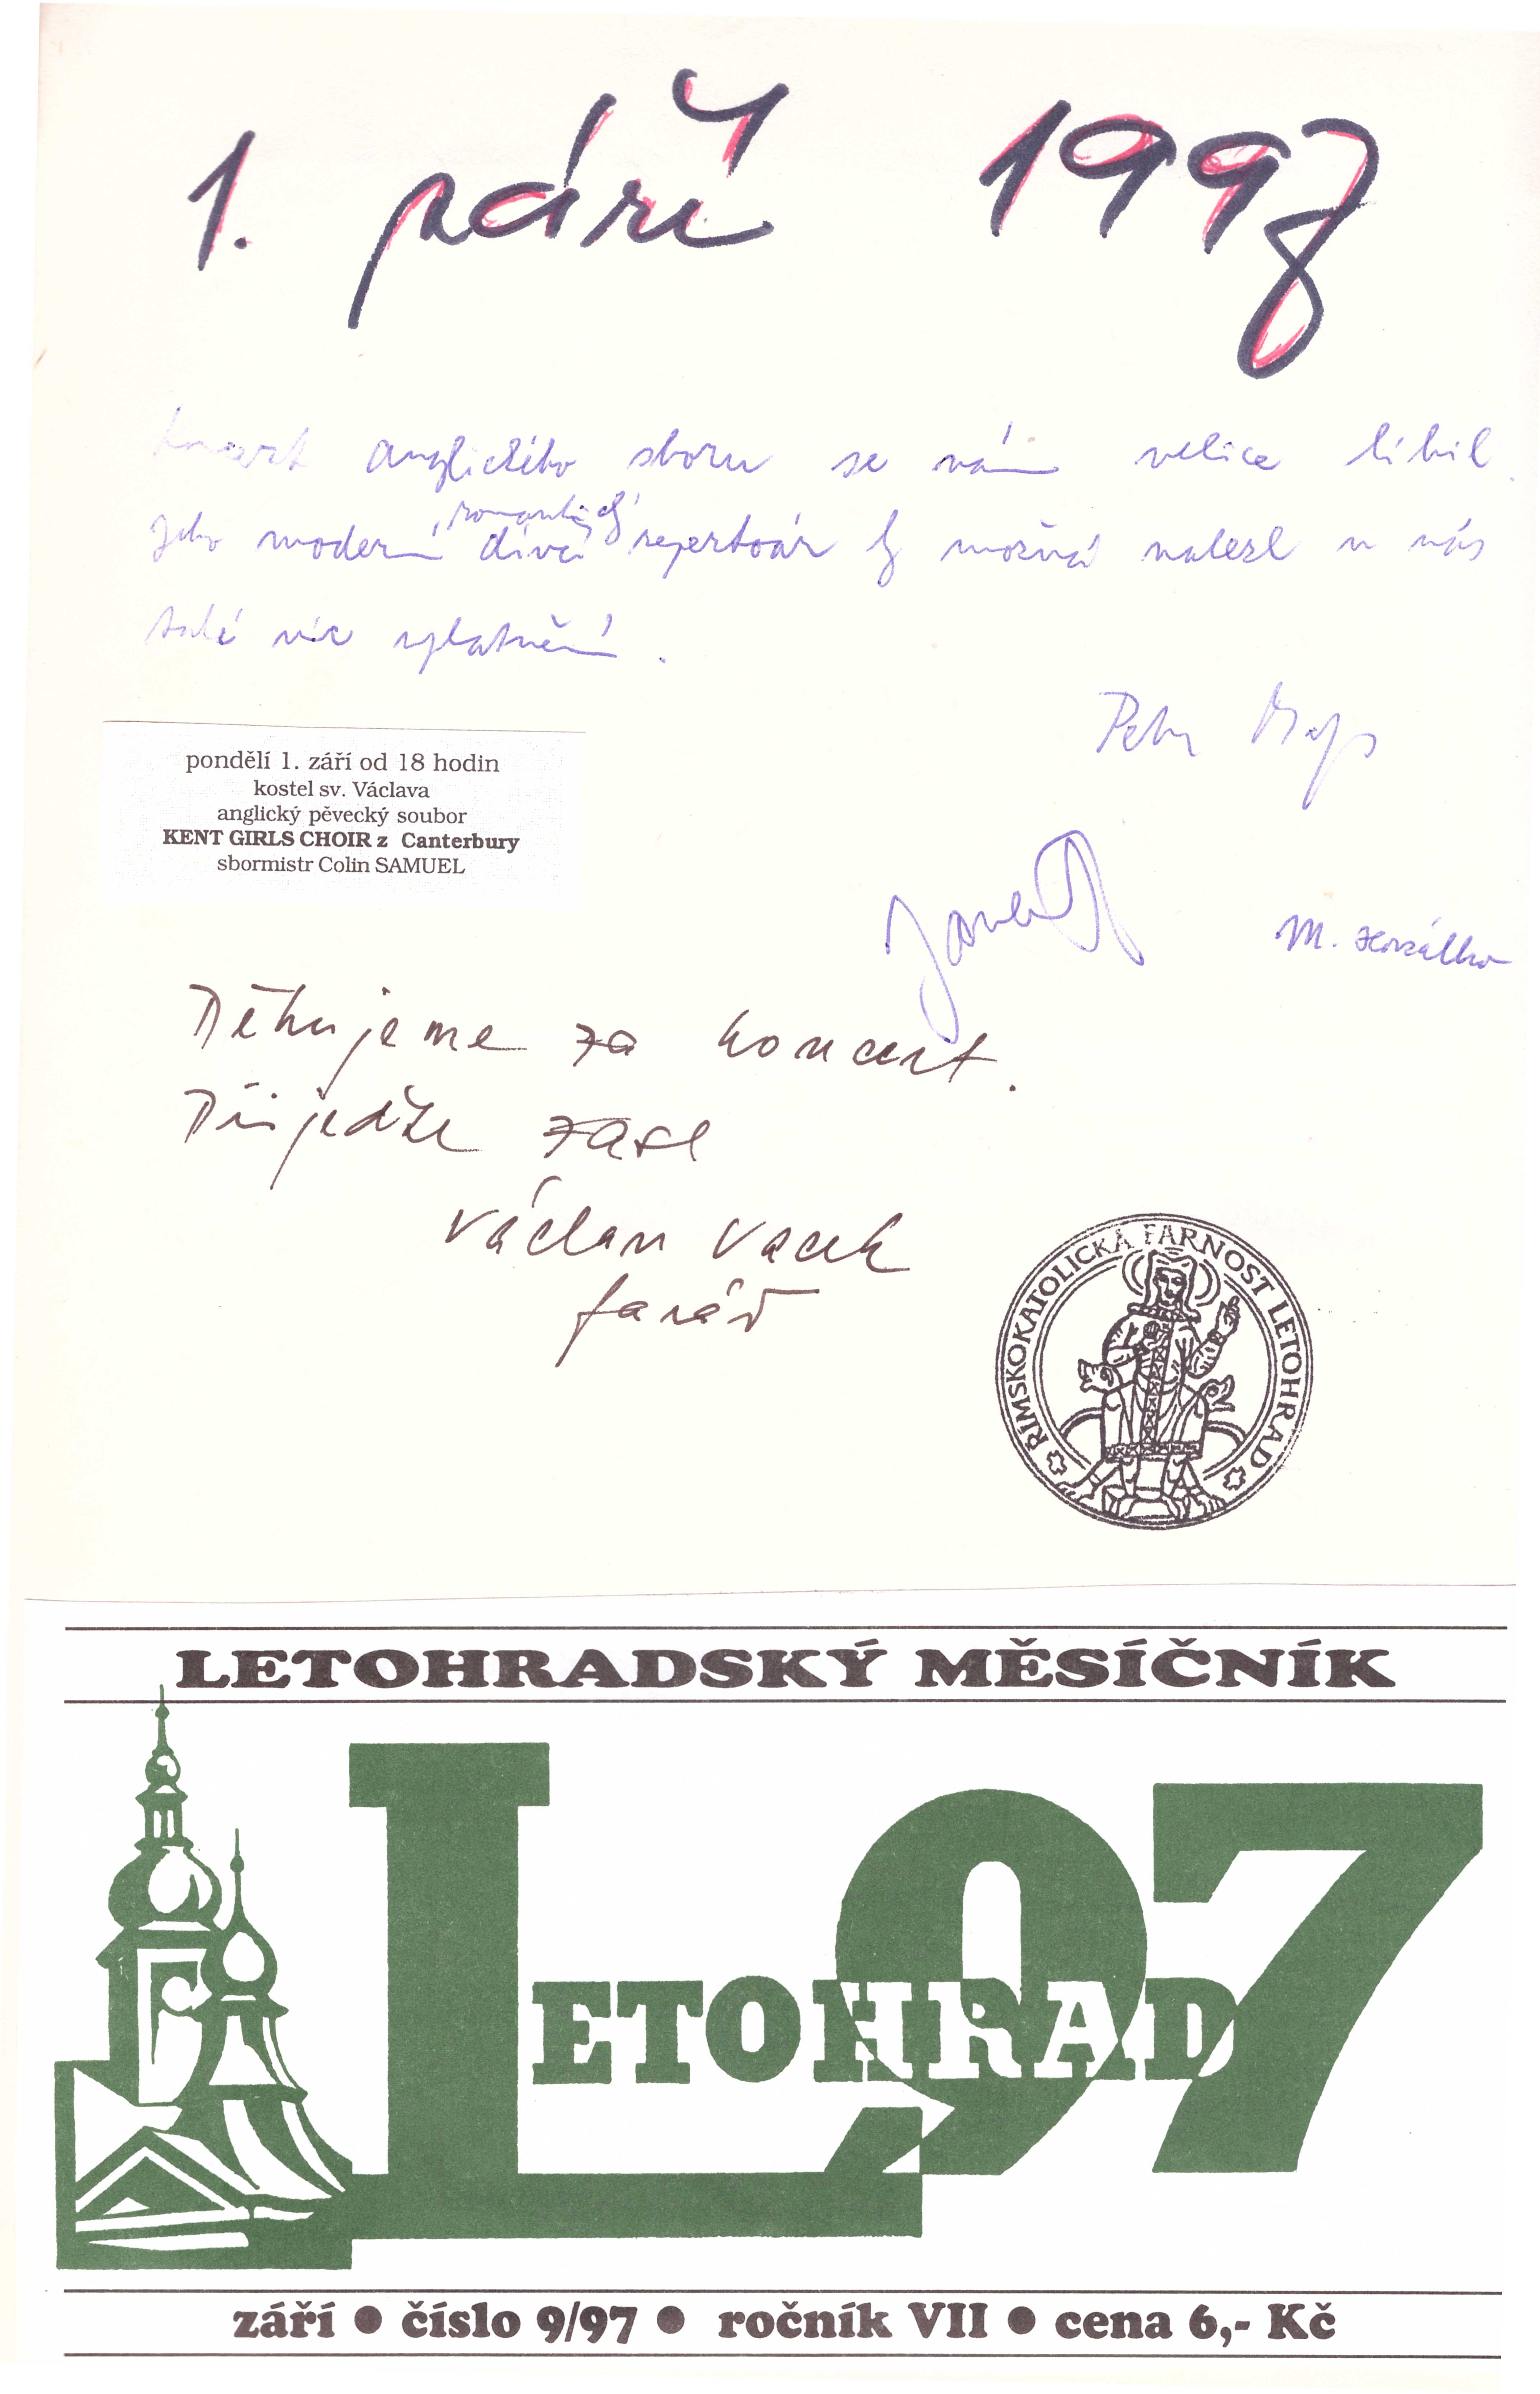 1. září 1997
Koncert anglického sboru se nám velice líbil.
Jeho moderní romantický dívčí repertoár by možná nalezl u nás
také víc uplatnění.
Petr
pondělí 1. září od 18 hodin
kostel sv. Václava
anglický pěvecký soubor
KENT GIRLS CHOIR z Canterbury
sbormistr Colin SAMUEL
M.
Děkujeme za koncert.
Přijeďte zase
Václav Vacek
farář
ŘÍMSKOKATOLICKÁ FARNOST LETOHRAD
LETOHRADSKÝ MĚSÍČNÍK
LETOHRAD 97
září ● číslo 9/97 ● ročník VII ● cena 6,- Kč